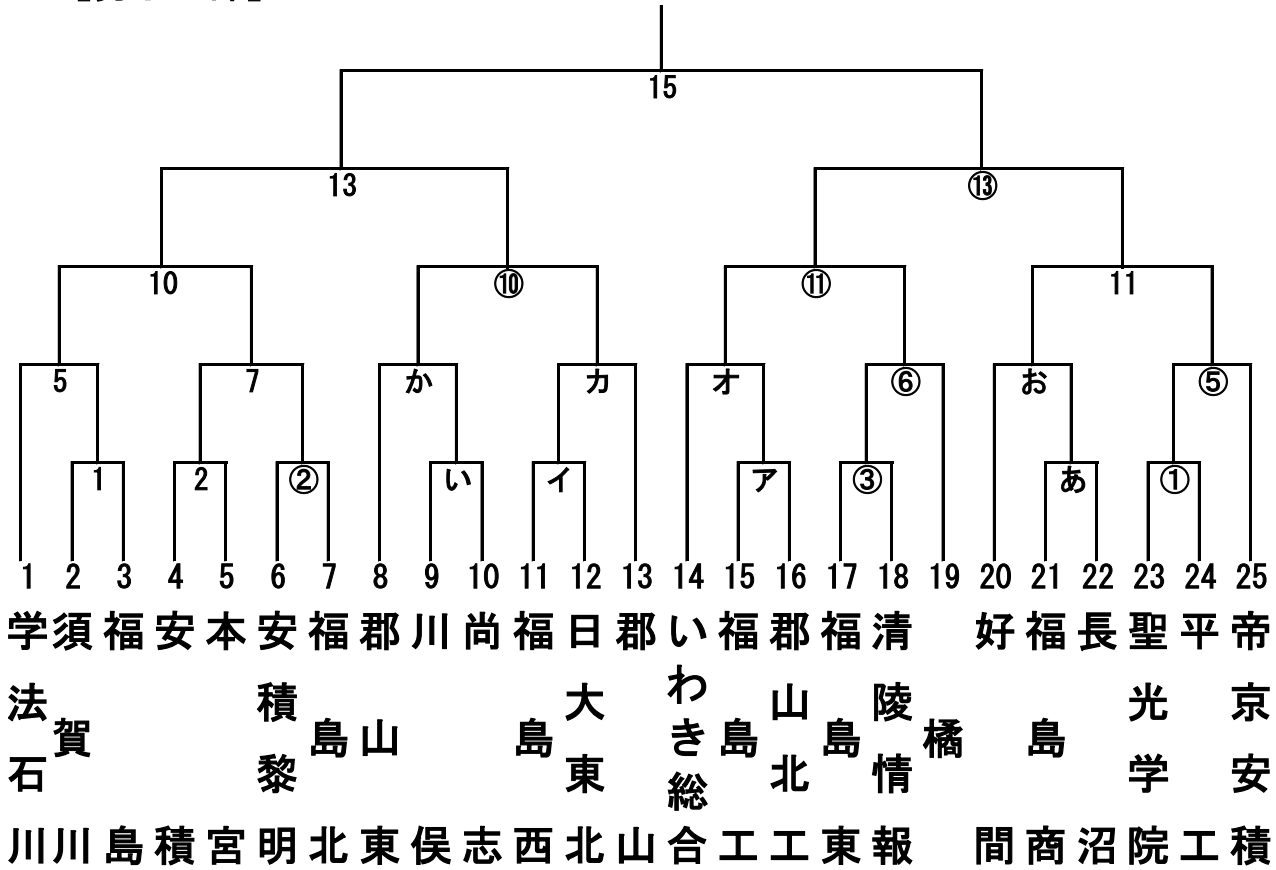 15
13
⑬
10
⑩
⑪
11
5
7
か
カ
オ
⑥
お
⑤
1
2
②
い
イ
ア
③
あ
①
1 2 3 4 5 6 7 8 9 10 11 12 13 14 15 16 17 18 19 20 21 22 23 24 25
学法石川
須賀川
福島
安積
本宮
安積黎明
福島北
郡山東
川俣
尚志
福島西
日大東北
郡山
いわき総合
福島工
郡山北工
福島東
清陵情報
橘
好間
福島商
長沼
聖光学院
平工
帝京安積